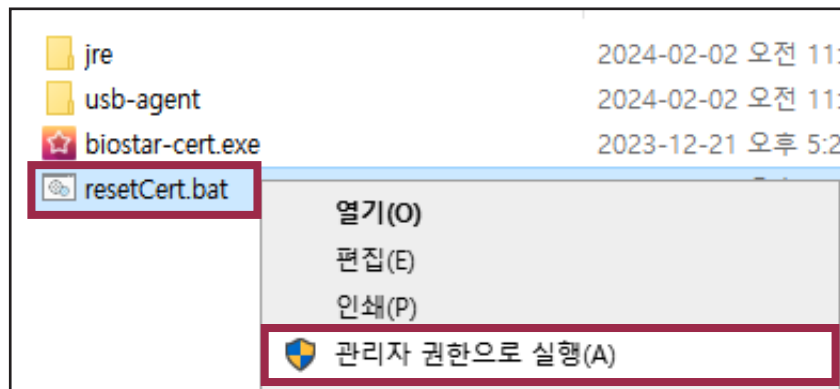 jre 2024-02-02 오전 11:
usb-agent 2024-02-02 오전 11:
biostar-cert.exe 2023-12-21 오후 5:2
resetCert.bat
열기(O)
편집(E)
인쇄(P)
관리자 권한으로 실행(A)